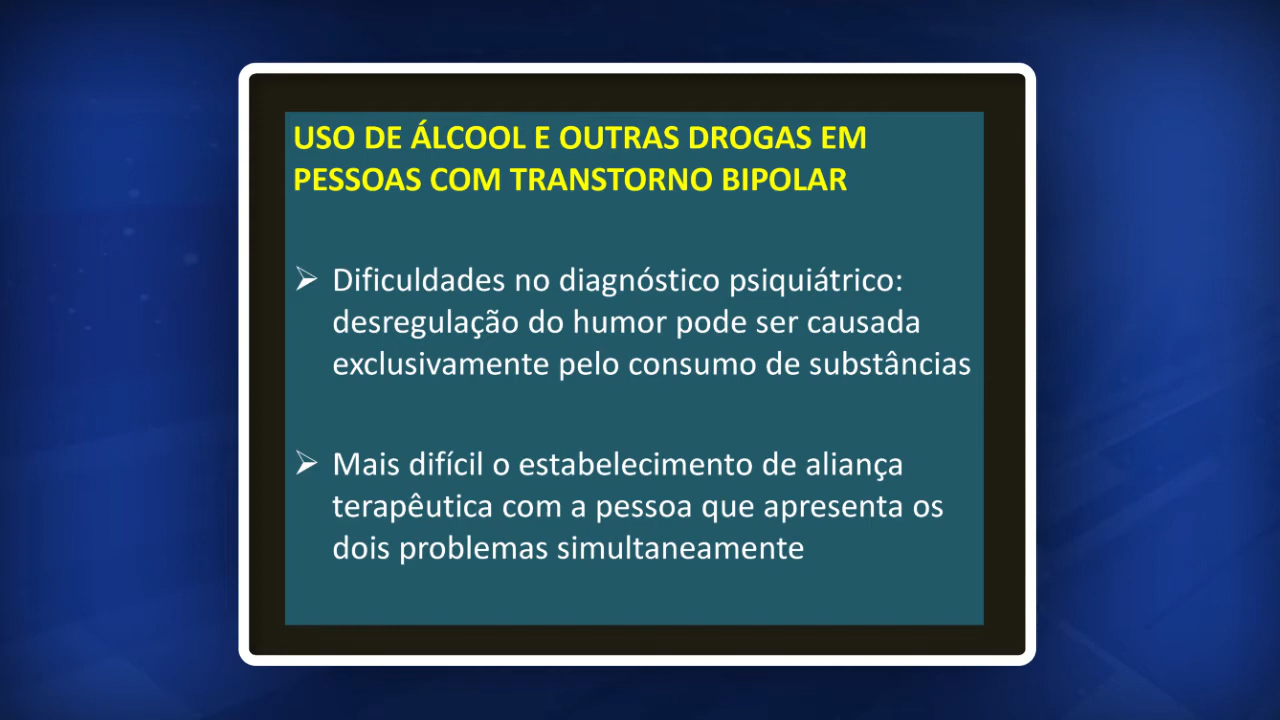 USO DE ÁLCOOL E OUTRAS DROGAS EM
PESSOAS COM TRANSTORNO BIPOLAR
➢ Dificuldades no diagnóstico psiquiátrico:
desregulação do humor pode ser causada
exclusivamente pelo consumo de substâncias
➢ Mais difícil o estabelecimento de aliança
terapêutica com a pessoa que apresenta os
dois problemas simultaneamente